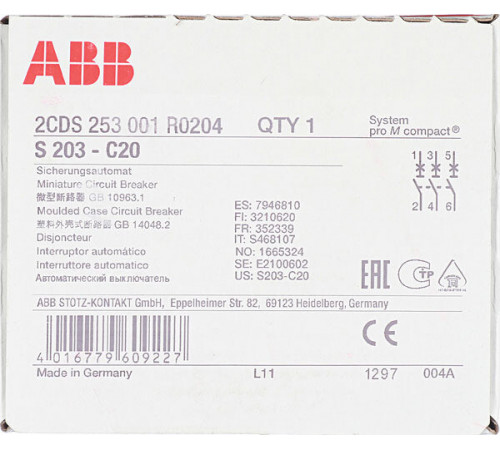 ABB
2CDS 253 001 R0204 QTY 1
System
pro M compact®
S 203 - C20
1 3 5
2 4 6
Sicherungsautomat
Miniature Circuit Breaker
微型断路器 GB 10963.1
Moulded Case Circuit Breaker
塑料外壳式断路器 GB 14048.2
Disjoncteur
Interruptor automático
Interruttore automatico
Автоматический выключатель
ES: 7946810
FI: 3210620
FR: 352339
IT: S468107
NO: 1665324
SE: E2100602
US: S203-C20
EAC
СТР
ABB STOTZ-KONTAKT GmbH, Eppelheimer Str. 82, 69123 Heidelberg, Germany
4 016779 609227
CE
Made in Germany L11 1297 004A